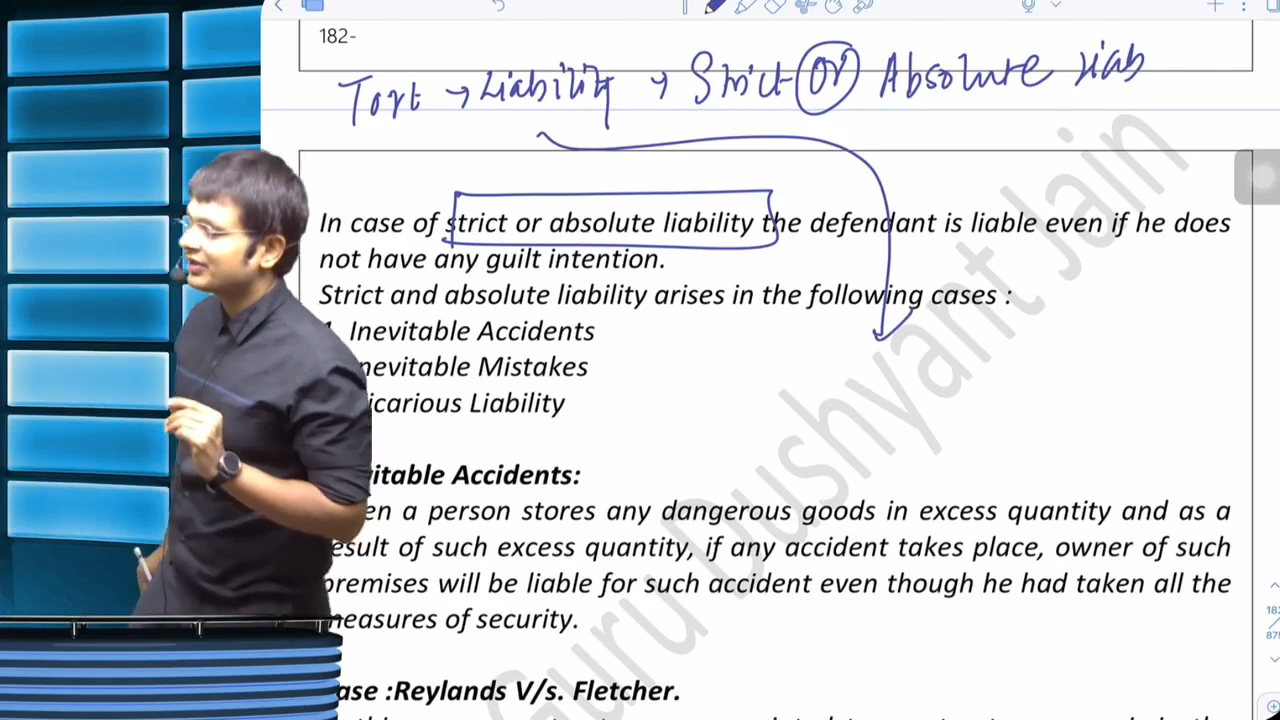 182-
Tort → Liability → Strict or Absolute Liab
In case of strict or absolute liability the defendant is liable even if he does
not have any guilt intention.
Strict and absolute liability arises in the following cases :
Inevitable Accidents
nevitable Mistakes
icarious Liability
vitable Accidents:
en a person stores any dangerous goods in excess quantity and as a
esult of such excess quantity, if any accident takes place, owner of such
premises will be liable for such accident even though he had taken all the
measures of security.
ase :Reylands V/s. Fletcher.
Guru Dushyant Jain
182
875